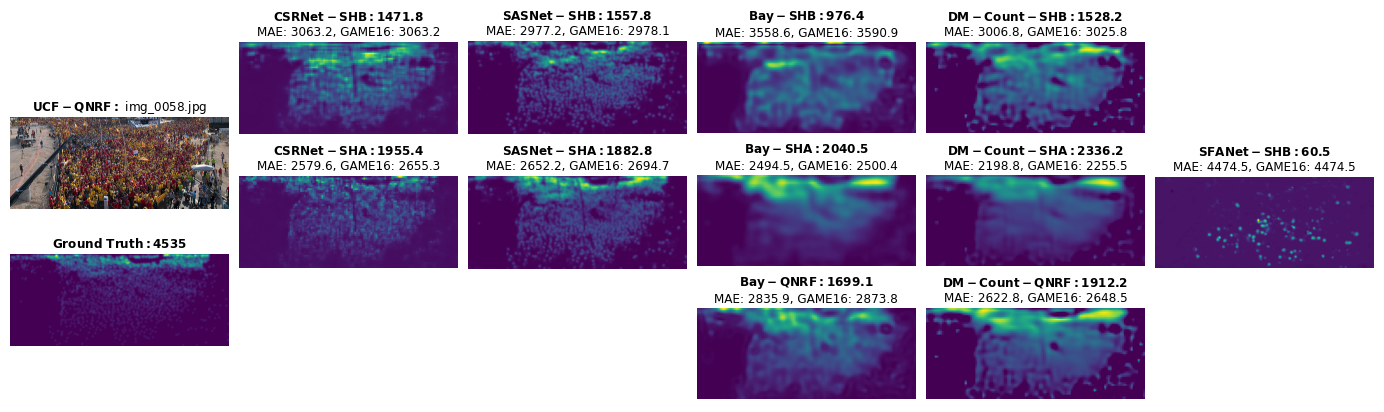 CSRNet − SHB : 1471.8
MAE: 3063.2, GAME16: 3063.2
SASNet − SHB : 1557.8
MAE: 2977.2, GAME16: 2978.1
Bay − SHB : 976.4
MAE: 3558.6, GAME16: 3590.9
DM − Count − SHB : 1528.2
MAE: 3006.8, GAME16: 3025.8
UCF − QNRF : img_0058.jpg
CSRNet − SHA : 1955.4
MAE: 2579.6, GAME16: 2655.3
SASNet − SHA : 1882.8
MAE: 2652.2, GAME16: 2694.7
Bay − SHA : 2040.5
MAE: 2494.5, GAME16: 2500.4
DM − Count − SHA : 2336.2
MAE: 2198.8, GAME16: 2255.5
SFANet − SHB : 60.5
MAE: 4474.5, GAME16: 4474.5
Ground Truth : 4535
Bay − QNRF : 1699.1
MAE: 2835.9, GAME16: 2873.8
DM − Count − QNRF : 1912.2
MAE: 2622.8, GAME16: 2648.5